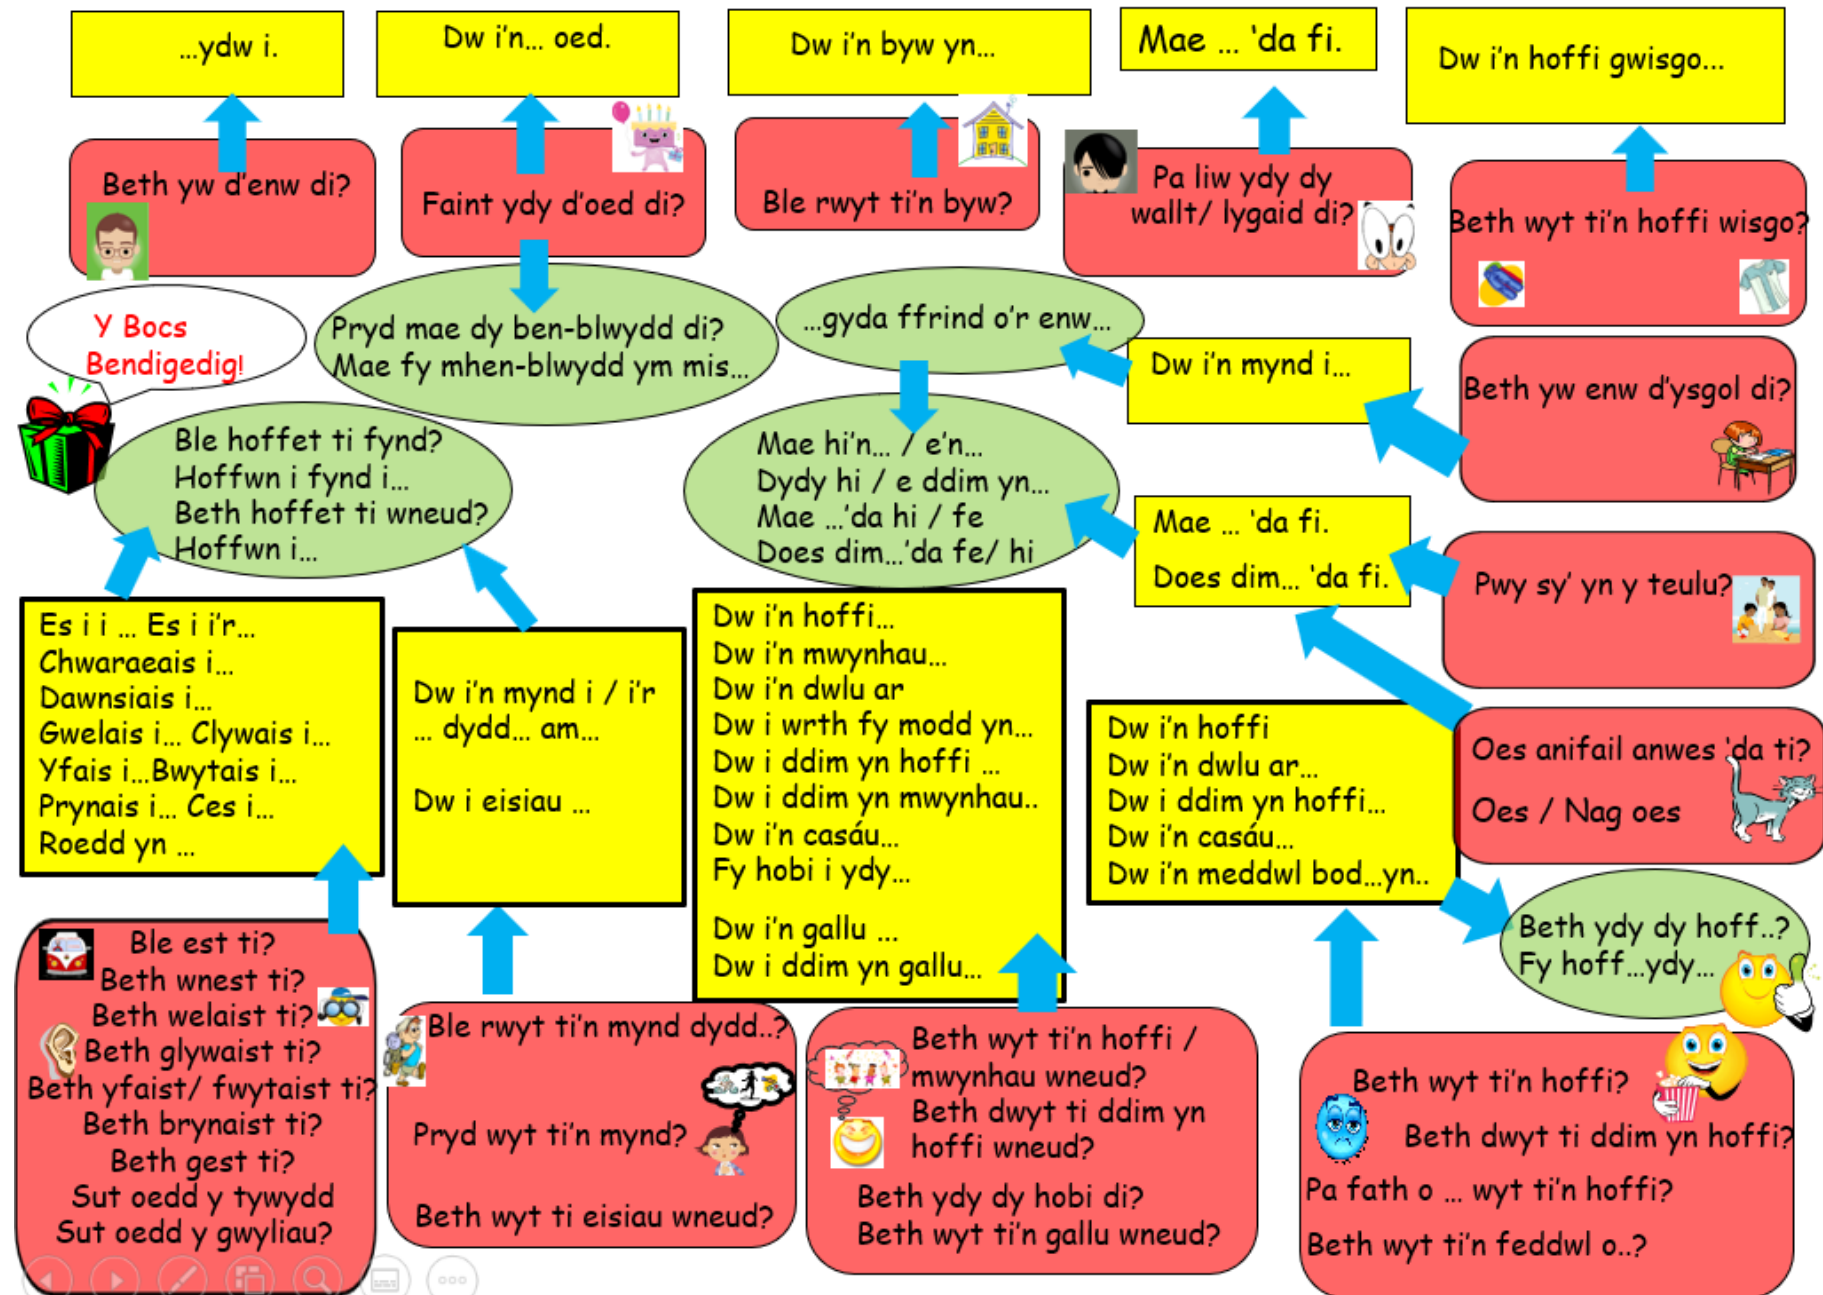 ...ydw i.
Dw i'n... oed.
Dw i'n byw yn...
Mae ... 'da fi.
Dw i'n hoffi gwisgo...
Beth yw d'enw di?
Faint ydy d'oed di?
Ble rwyt ti'n byw?
Pa liw ydy dy
wallt/ lygaid di?
Beth wyt ti'n hoffi wisgo?
Y Bocs
Bendigedig!
Pryd mae dy ben-blwydd di?
Mae fy mhen-blwydd ym mis...
...gyda ffrind o'r enw...
Dw i'n mynd i...
Beth yw enw d'ysgol di?
Ble hoffet ti fynd?
Hoffwn i fynd i...
Beth hoffet ti wneud?
Hoffwn i...
Mae hi'n... / e'n...
Dydy hi / e ddim yn...
Mae ...'da hi / fe
Does dim...'da fe/ hi
Mae ... 'da fi.
Does dim... 'da fi.
Pwy sy' yn y teulu?
Es i i ... Es i i'r...
Chwaraeais i...
Dawnsiais i...
Gwelais i... Clywais i...
Yfais i...Bwytais i...
Prynais i... Ces i...
Roedd yn ...
Dw i'n mynd i / i'r
... dydd... am...
Dw i eisiau ...
Dw i'n hoffi...
Dw i'n mwynhau...
Dw i'n dwlu ar
Dw i wrth fy modd yn...
Dw i ddim yn hoffi ...
Dw i ddim yn mwynhau..
Dw i'n casáu...
Fy hobi i ydy...
Dw i'n gallu ...
Dw i ddim yn gallu...
Dw i'n hoffi
Dw i'n dwlu ar...
Dw i ddim yn hoffi...
Dw i'n casáu...
Dw i'n meddwl bod...yn..
Oes anifail anwes 'da ti?
Oes / Nag oes
Beth ydy dy hoff..?
Fy hoff...ydy...
Ble est ti?
Beth wnest ti?
Beth welaist ti?
Beth glywaist ti?
Beth yfaist/ fwytaist ti?
Beth brynaist ti?
Beth gest ti?
Sut oedd y tywydd
Sut oedd y gwyliau?
Ble rwyt ti'n mynd dydd..?
Pryd wyt ti'n mynd?
Beth wyt ti eisiau wneud?
Beth wyt ti'n hoffi /
mwynhau wneud?
Beth dwyt ti ddim yn
hoffi wneud?
Beth ydy dy hobi di?
Beth wyt ti'n gallu wneud?
Beth wyt ti'n hoffi?
Beth dwyt ti ddim yn hoffi?
Pa fath o ... wyt ti'n hoffi?
Beth wyt ti'n feddwl o..?